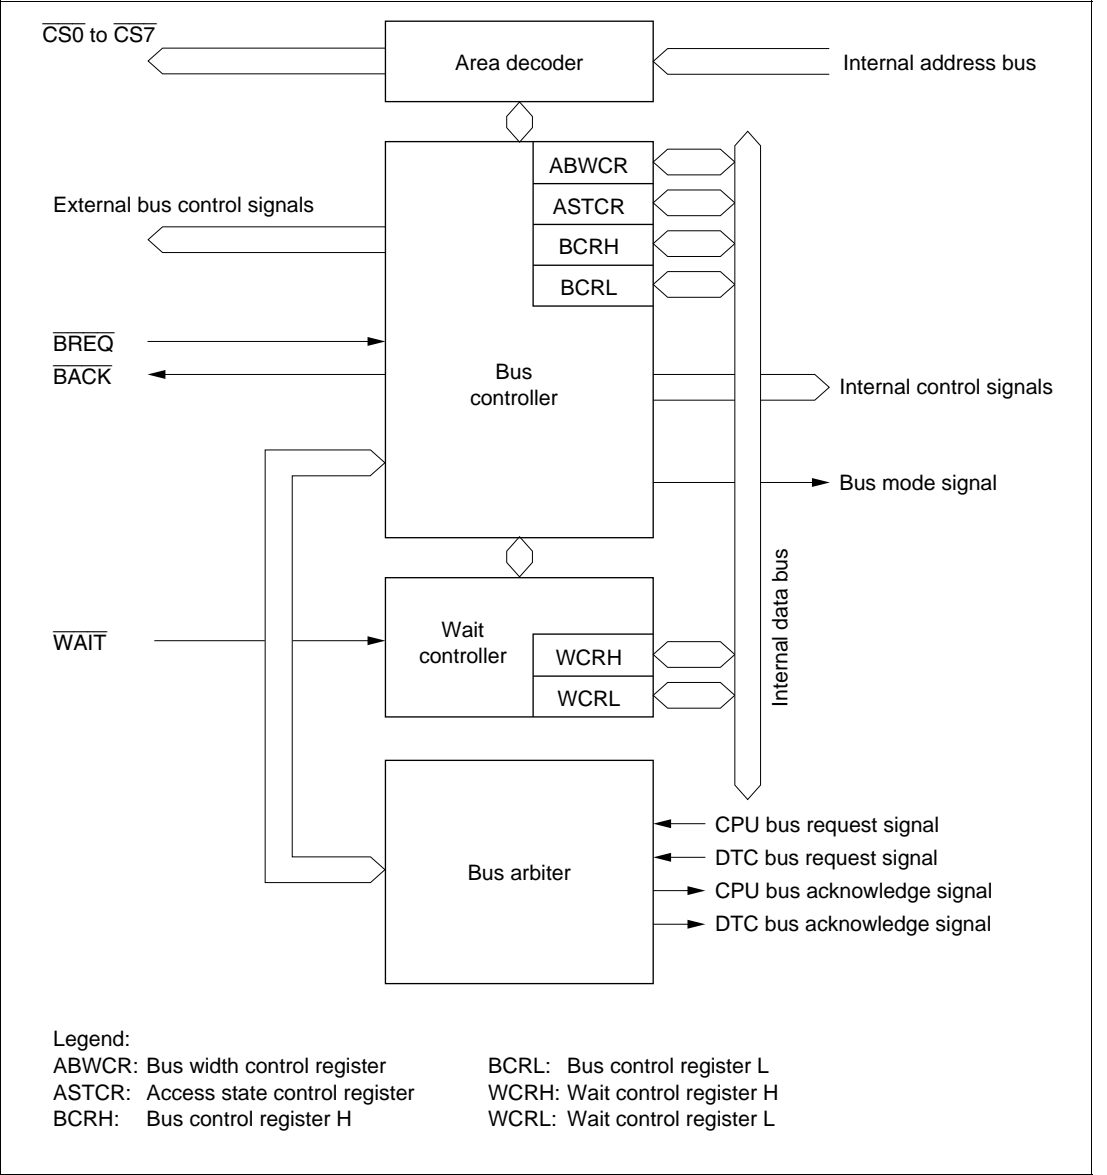 CS0 to CS7
Area decoder
Internal address bus
ABWCR
ASTCR
BCRH
BCRL
External bus control signals
BREQ
BACK
Bus
controller
Internal control signals
Bus mode signal
Internal data bus
WAIT
Wait
controller
WCRH
WCRL
Bus arbiter
CPU bus request signal
DTC bus request signal
CPU bus acknowledge signal
DTC bus acknowledge signal
Legend:
ABWCR: Bus width control register
ASTCR: Access state control register
BCRH: Bus control register H
BCRL: Bus control register L
WCRH: Wait control register H
WCRL: Wait control register L